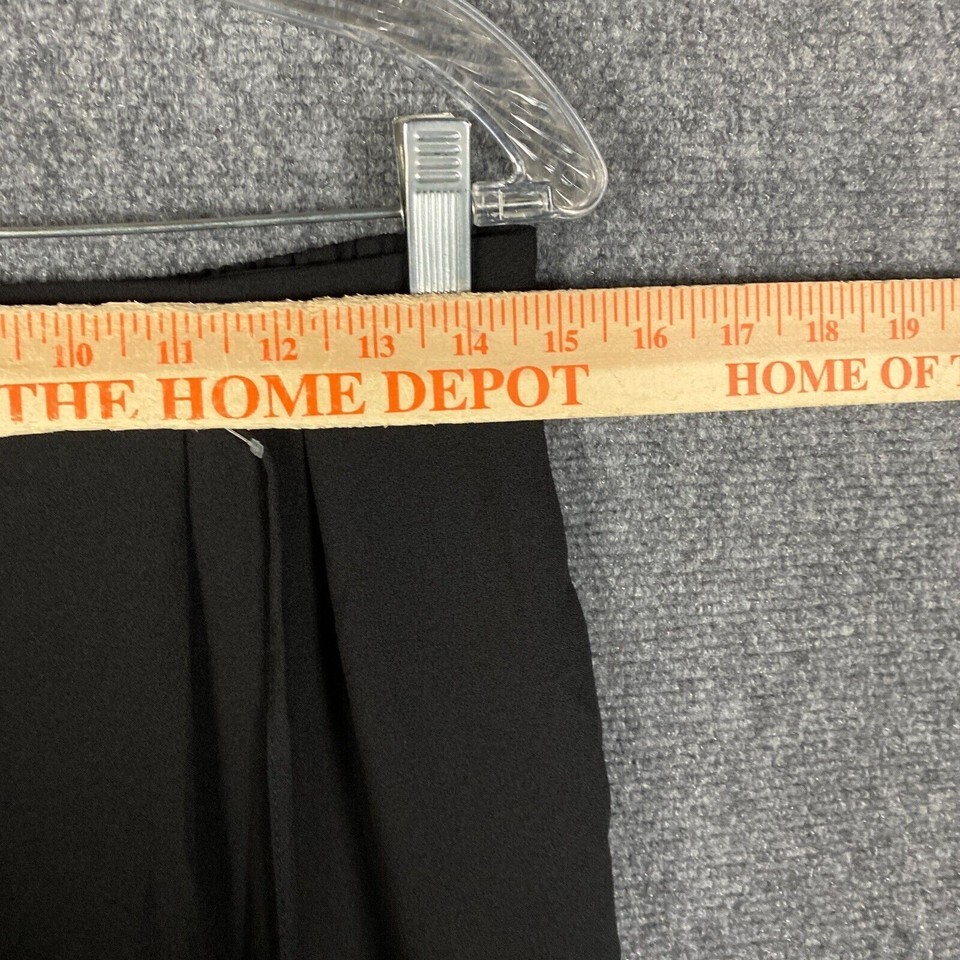 10 11 12 13 14 15 16 17 18 19
THE HOME DEPOT HOME OF T